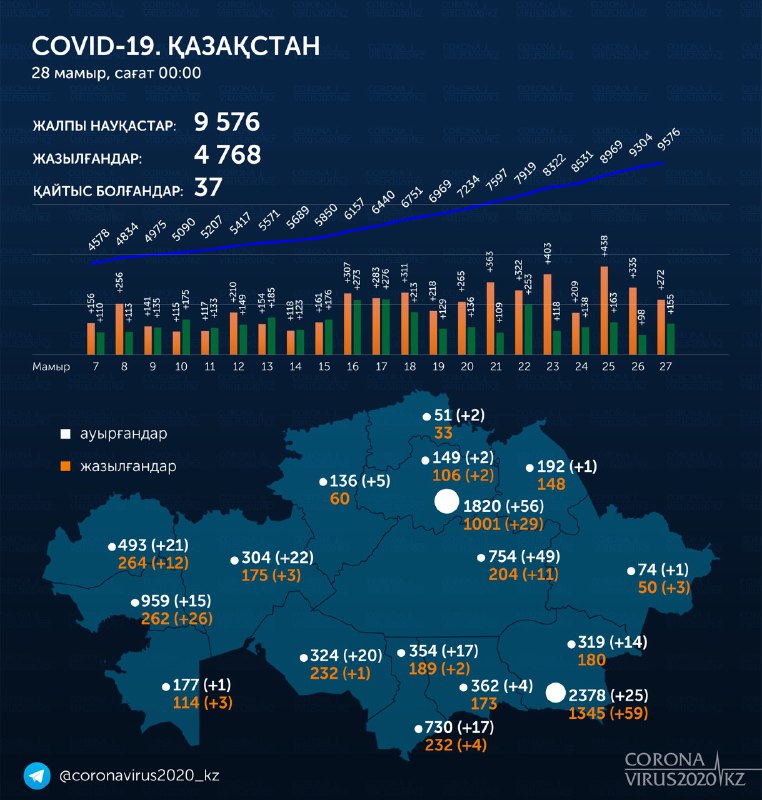 COVID-19. ҚАЗАҚСТАН
28 мамыр, сағат 00:00
ЖАЛПЫ НАУҚАСТАР: 9 576
ЖАЗЫЛҒАНДАР: 4 768
ҚАЙТЫС БОЛҒАНДАР: 37
4578 4834 4975 5090 5207 5417 5571 5689 5850 6157 6440 6751 6969 7234 7597 7919 8322 8531 8969 9304 9576
+156 +110 +256 +113 +141 +135 +115 +175 +117 +133 +210 +149 +154 +185 +118 +123 +161 +176 +307 +273 +283 +276 +311 +213 +218 +129 +265 +136 +363 +109 +322 +253 +403 +118 +209 +138 +438 +163 +335 +98 +272 +155
Мамыр 7 8 9 10 11 12 13 14 15 16 17 18 19 20 21 22 23 24 25 26 27
ауырғандар
жазылғандар
51 (+2)
33
149 (+2)
106 (+2)
192 (+1)
148
136 (+5)
60
1820 (+56)
1001 (+29)
493 (+21)
264 (+12)
304 (+22)
175 (+3)
754 (+49)
204 (+11)
74 (+1)
50 (+3)
959 (+15)
262 (+26)
324 (+20)
232 (+1)
354 (+17)
189 (+2)
319 (+14)
180
177 (+1)
114 (+3)
362 (+4)
173
2378 (+25)
1345 (+59)
730 (+17)
232 (+4)
@coronavirus2020_kz
CORONA
VIRUS2020 KZ